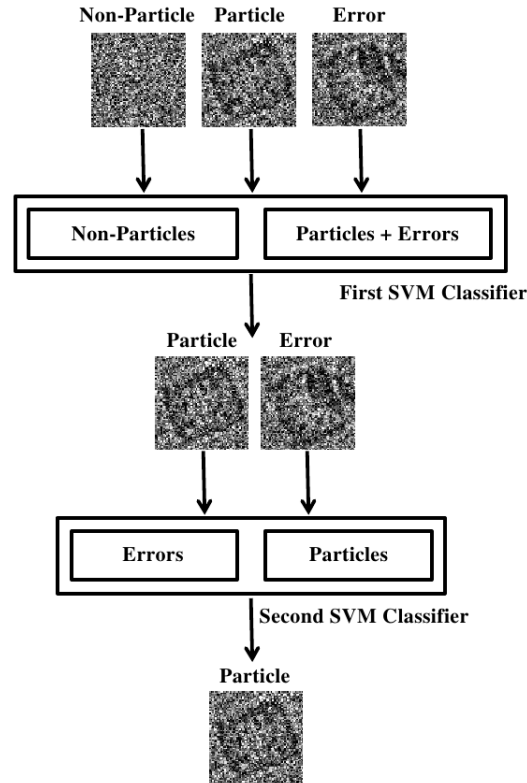 Non-Particle Particle Error
Non-Particles Particles + Errors
First SVM Classifier
Particle Error
Errors Particles
Second SVM Classifier
Particle